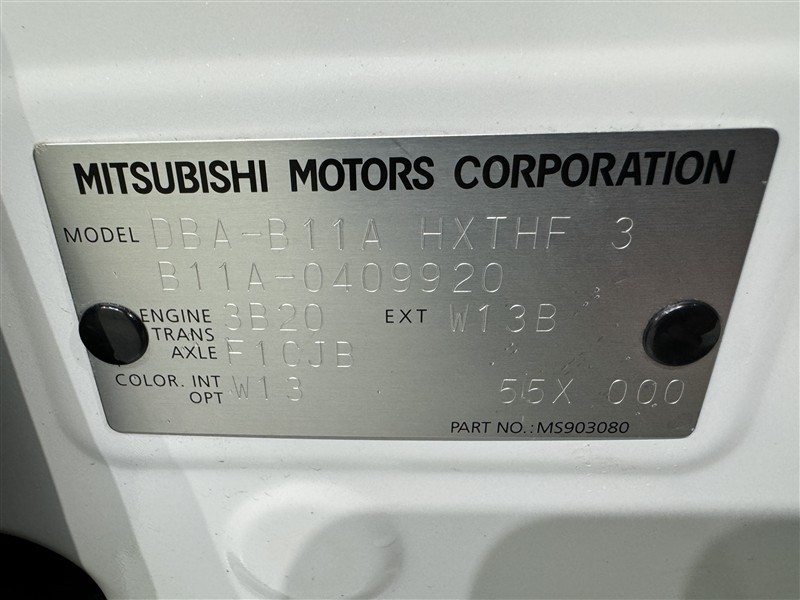 MITSUBISHI MOTORS CORPORATION
MODEL DBA-B11A HXTHF 3
B11A-0409920
ENGINE 3B20 EXT W13B
TRANS
AXLE F1CJB
COLOR. INT W13 55X 000
OPT
PART NO.: MS903080